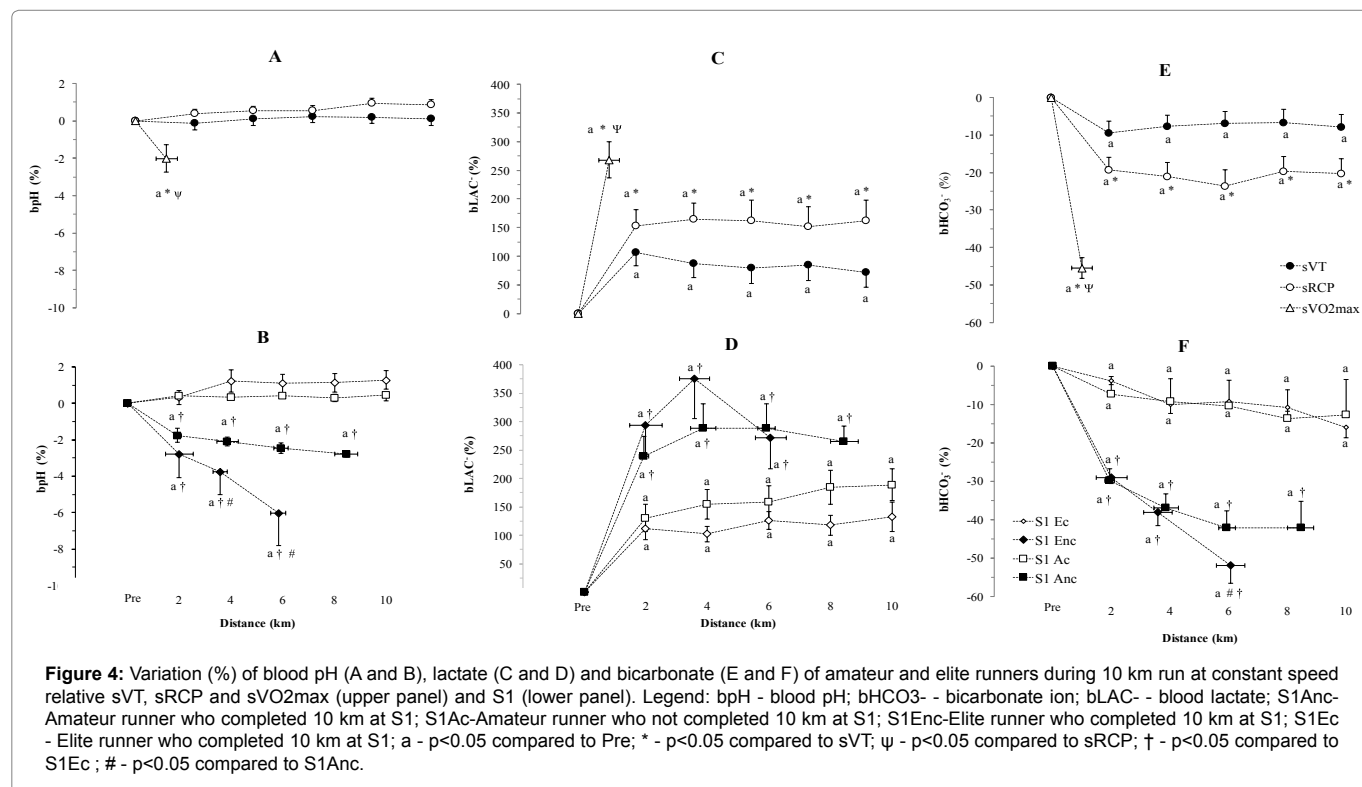 A
2
0
-2
-4
-6
-8
-10
bpH (%)
a * ψ
C
400
350
300
250
200
150
100
50
0
bLAC- (%)
a * Ψ
a * a * a * a * a *
a a a a a
E
0
-10
-20
-30
-40
-50
-60
bHCO3- (%)
a a a a a
a * a * a * a * a *
a * Ψ
sVT
sRCP
sVO2max
B
2
0
-2
-4
-6
-8
-1
bpH (%)
a † a † a † a †
a †
a † #
a † #
Pre 2 4 6 8 10
Distance (km)
D
400
350
300
250
200
150
100
50
bLAC- (%)
a †
a † a † a †
a † a † a †
a a a a a
a a a a a
Pre 2 4 6 8 10
Distance (km)
F
0
-10
-20
-30
-40
-50
-60
bHCO3- (%)
a a a a a
a a a a a
a †
a † a † a † a †
a †
a # †
S1 Ec
S1 Enc
S1 Ac
S1 Anc
Pre 2 4 6 8 10
Distance (km)
Figure 4: Variation (%) of blood pH (A and B), lactate (C and D) and bicarbonate (E and F) of amateur and elite runners during 10 km run at constant speed
relative sVT, sRCP and sVO2max (upper panel) and S1 (lower panel). Legend: bpH - blood pH; bHCO3- - bicarbonate ion; bLAC- - blood lactate; S1Anc-
Amateur runner who completed 10 km at S1; S1Ac-Amateur runner who not completed 10 km at S1; S1Enc-Elite runner who completed 10 km at S1; S1Ec
- Elite runner who completed 10 km at S1; a - p<0.05 compared to Pre; * - p<0.05 compared to sVT; ψ - p<0.05 compared to sRCP; † - p<0.05 compared to
S1Ec ; # - p<0.05 compared to S1Anc.